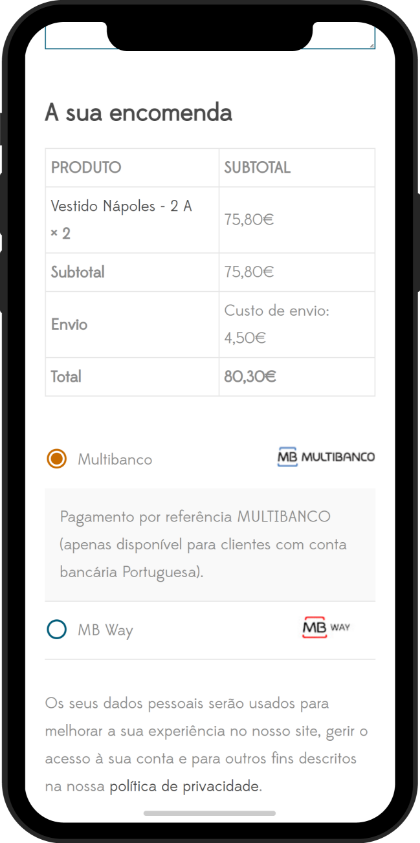 A sua encomenda
PRODUTO SUBTOTAL
Vestido Nápoles - 2 A
× 2
75,80€
Subtotal 75,80€
Envio
Custo de envio:
4,50€
Total 80,30€
Multibanco MB MULTIBANCO
Pagamento por referência MULTIBANCO
(apenas disponível para clientes com conta
bancária Portuguesa).
MB Way MB WAY
Os seus dados pessoais serão usados para
melhorar a sua experiência no nosso site, gerir o
acesso à sua conta e para outros fins descritos
na nossa política de privacidade.